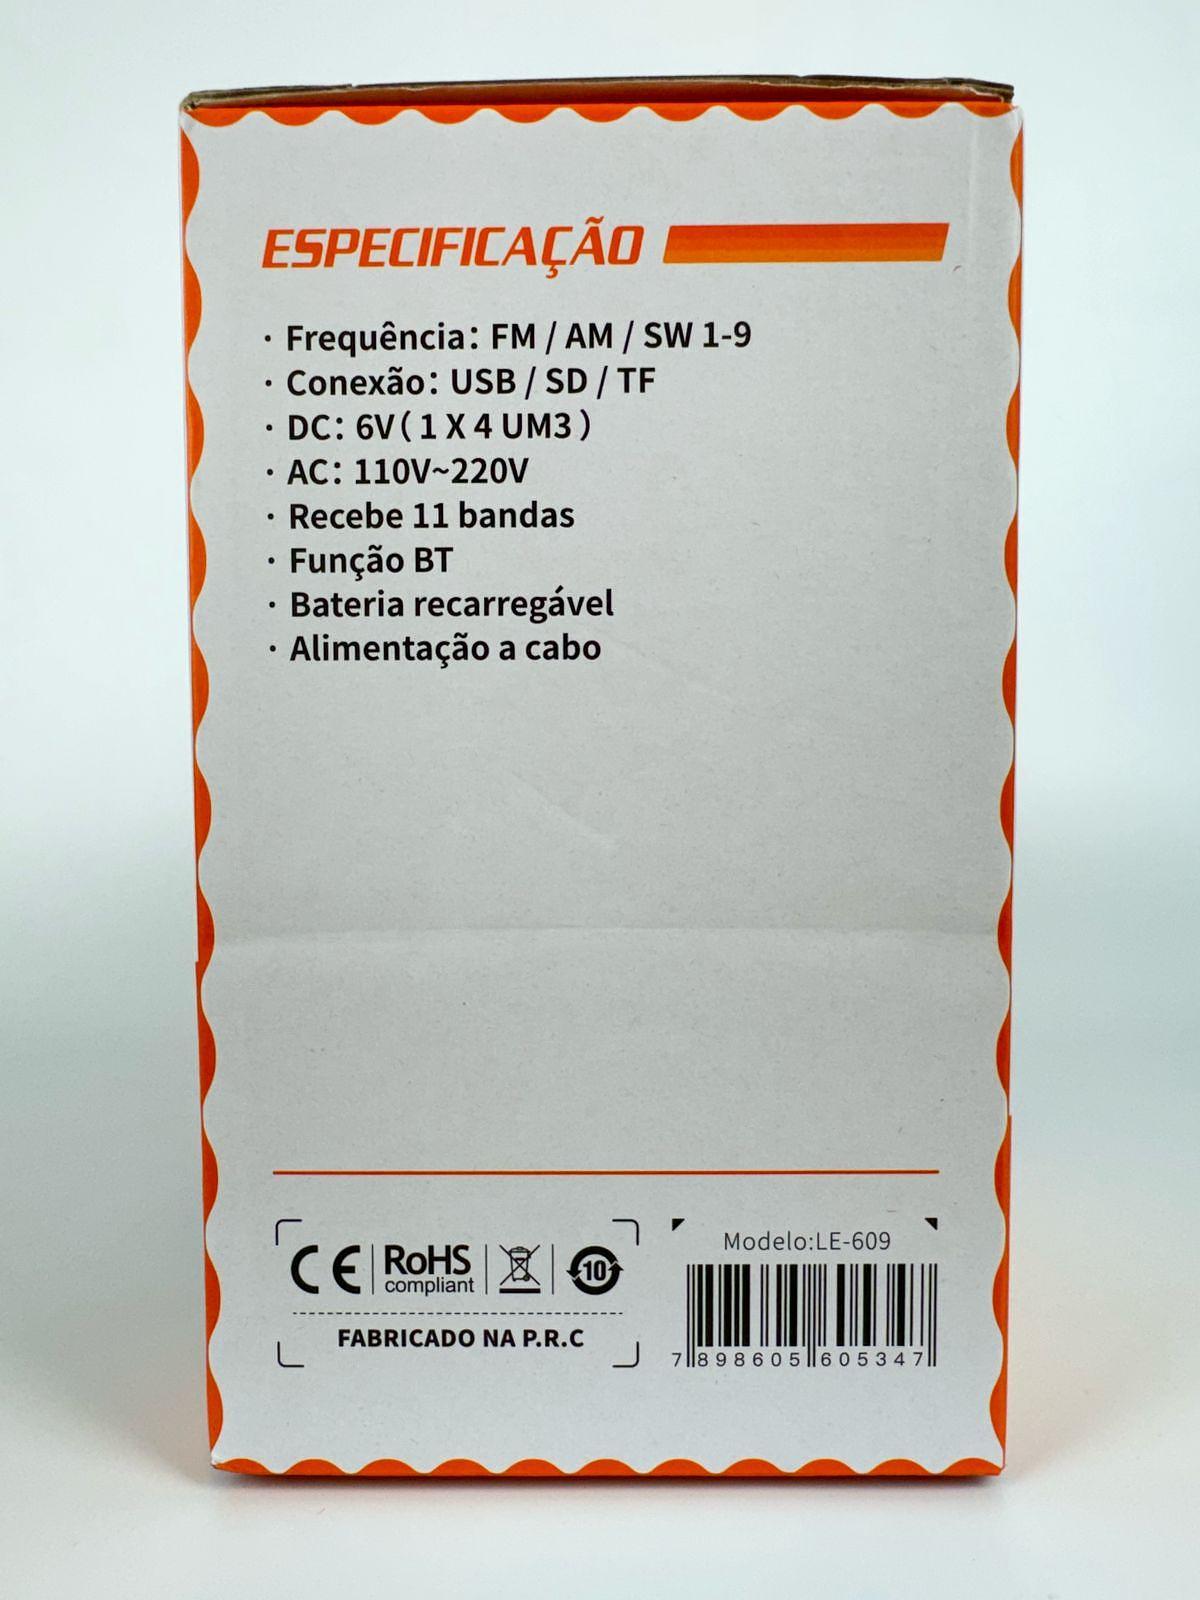 ESPECIFICAÇÃO
· Frequência: FM / AM / SW 1-9
· Conexão: USB / SD / TF
· DC: 6V ( 1 X 4 UM3 )
· AC: 110V~220V
· Recebe 11 bandas
· Função BT
· Bateria recarregável
· Alimentação a cabo
CE RoHS compliant 10
FABRICADO NA P.R.C
Modelo:LE-609
7 898605 605347